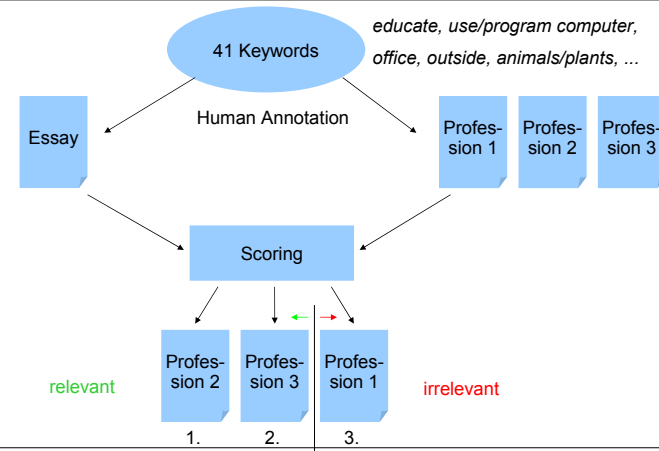 41 Keywords
educate, use/program computer,
office, outside, animals/plants, ...
Human Annotation
Essay
Profes-
sion 1
Profes-
sion 2
Profes-
sion 3
Scoring
Profes-
sion 2
Profes-
sion 3
Profes-
sion 1
relevant
irrelevant
1.
2.
3.